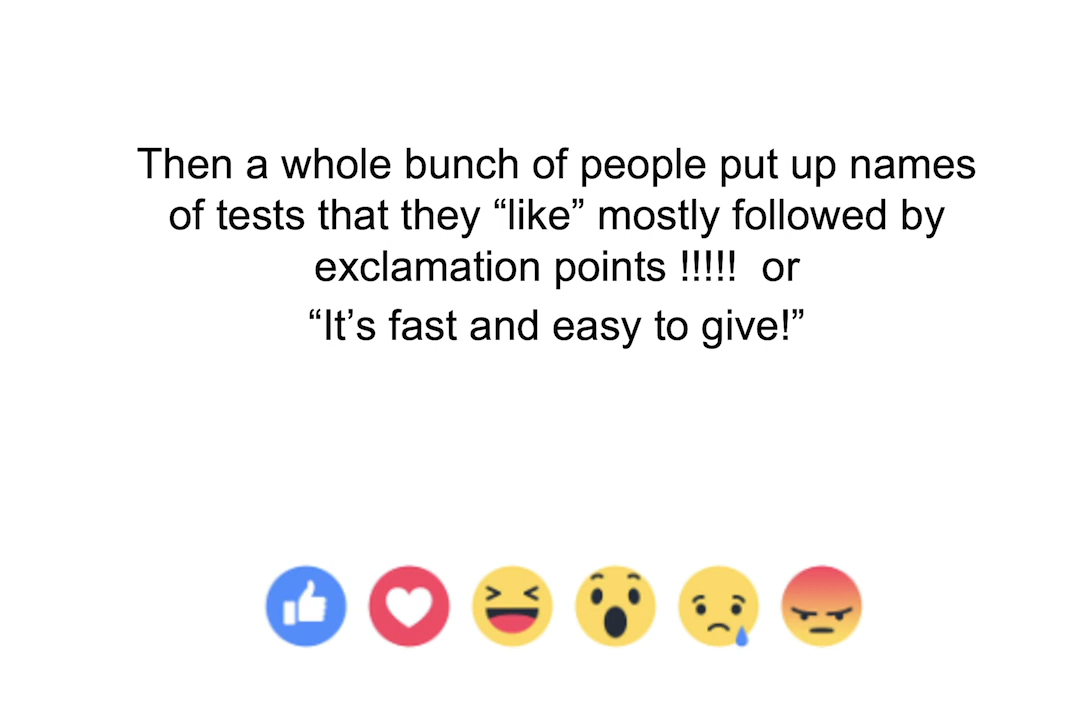 Then a whole bunch of people put up names
of tests that they “like” mostly followed by
exclamation points !!!!!  or
“It’s fast and easy to give!”